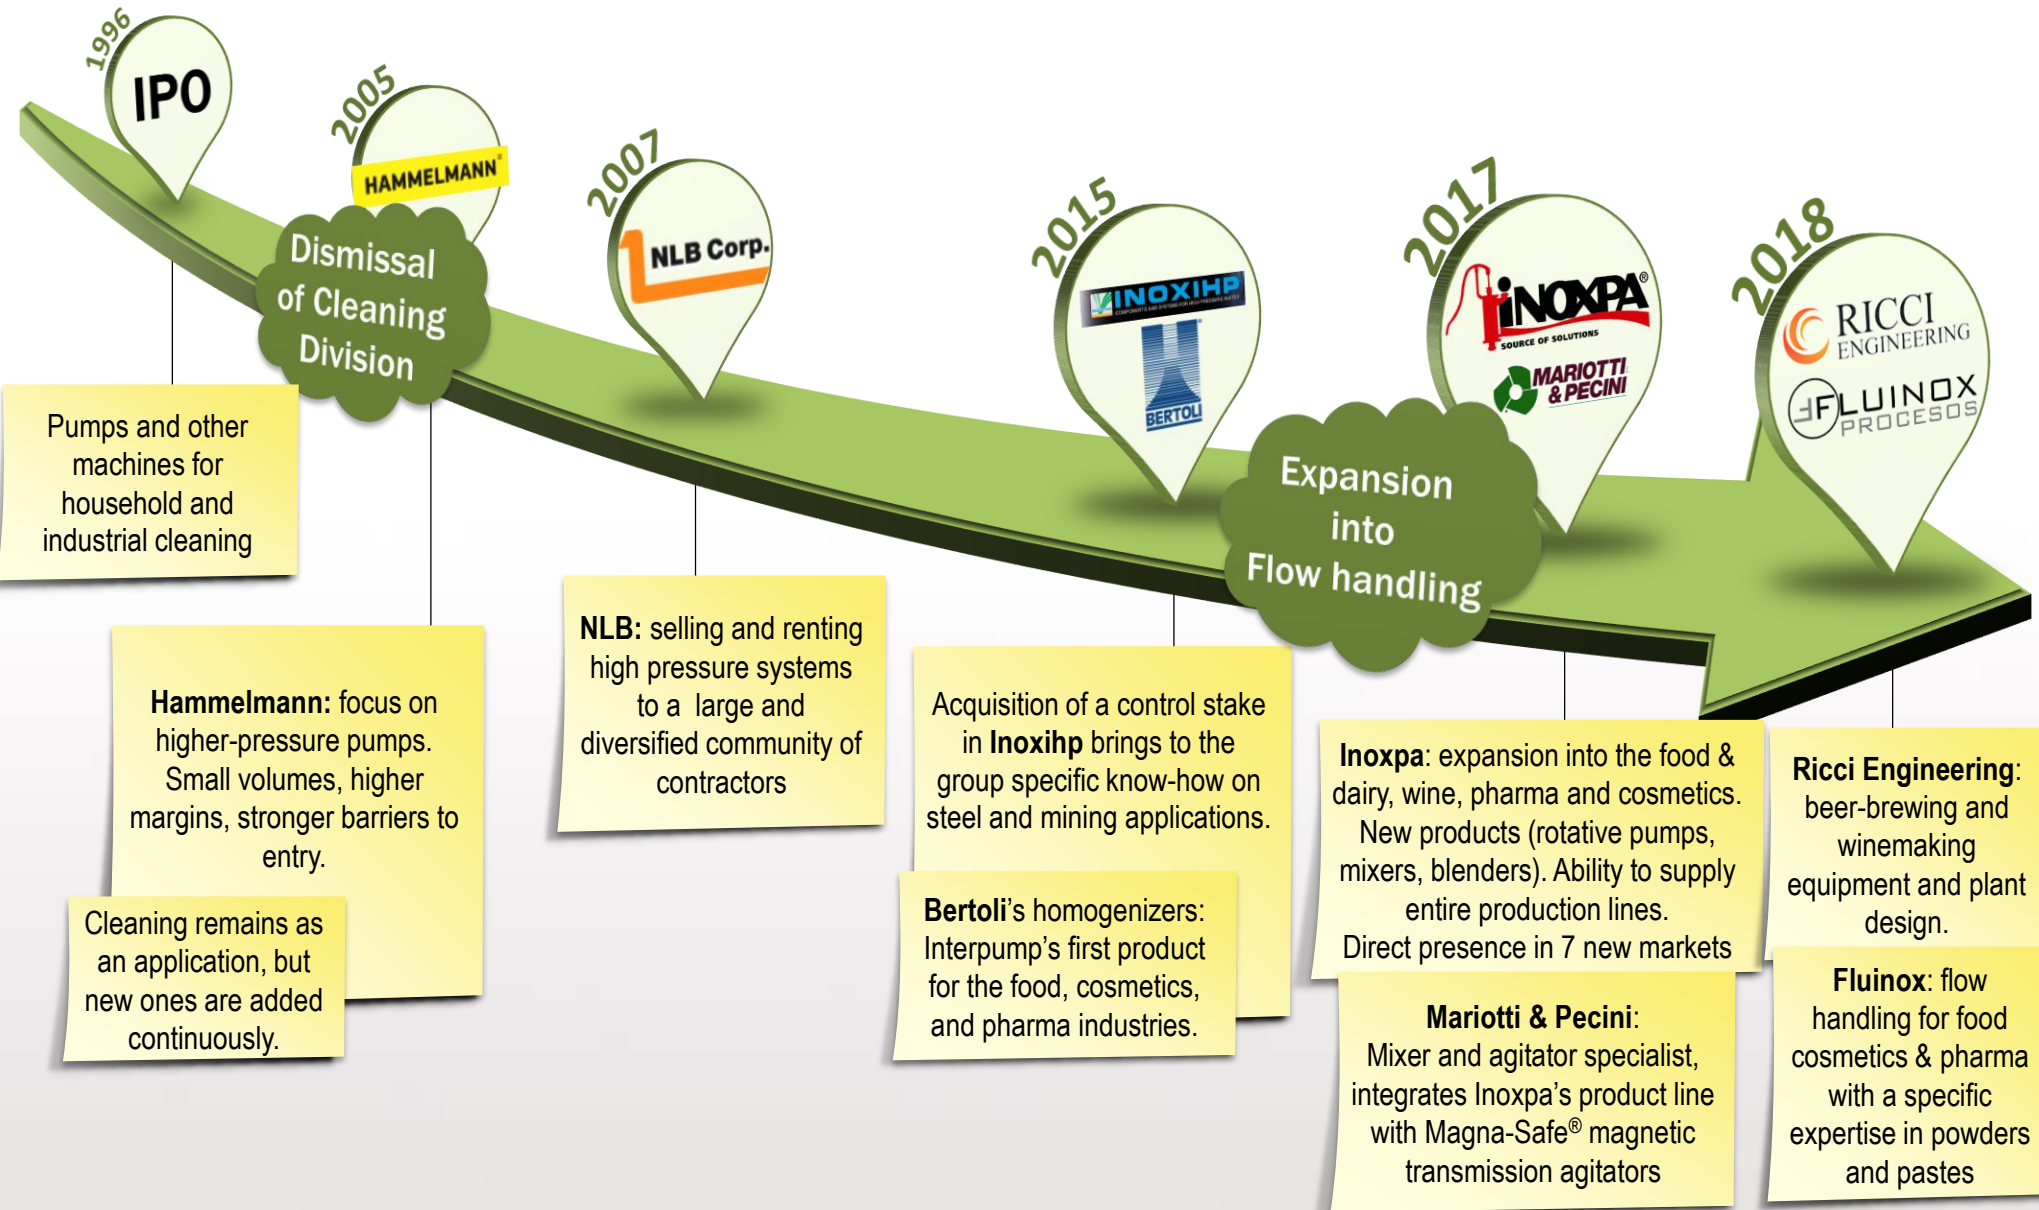 1996
IPO
2005
HAMMELMANN®
Dismissal
of Cleaning
Division
2007
NLB Corp.
2015
INOXIHP
COMPONENTS AND SYSTEMS FOR HIGH PRESSURE WATER
BERTOLI
Expansion
into
Flow handling
2017
INOXPA®
SOURCE OF SOLUTIONS
MARIOTTI
& PECINI
2018
RICCI
ENGINEERING
FLUINOX
PROCESOS
Pumps and other
machines for
household and
industrial cleaning
Hammelmann: focus on
higher-pressure pumps.
Small volumes, higher
margins, stronger barriers to
entry.
Cleaning remains as
an application, but
new ones are added
continuously.
NLB: selling and renting
high pressure systems
to a large and
diversified community of
contractors
Acquisition of a control stake
in Inoxihp brings to the
group specific know-how on
steel and mining applications.
Bertoli's homogenizers:
Interpump's first product
for the food, cosmetics,
and pharma industries.
Inoxpa: expansion into the food &
dairy, wine, pharma and cosmetics.
New products (rotative pumps,
mixers, blenders). Ability to supply
entire production lines.
Direct presence in 7 new markets
Mariotti & Pecini:
Mixer and agitator specialist,
integrates Inoxpa's product line
with Magna-Safe® magnetic
transmission agitators
Ricci Engineering:
beer-brewing and
winemaking
equipment and plant
design.
Fluinox: flow
handling for food
cosmetics & pharma
with a specific
expertise in powders
and pastes